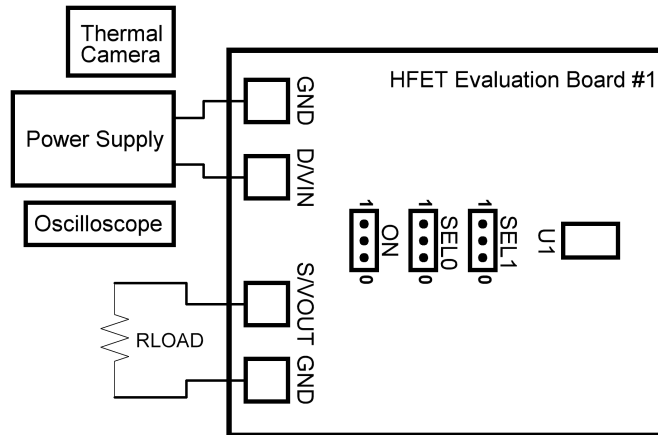 Thermal
Camera
HFET Evaluation Board #1
GND
Power Supply
D/VIN
Oscilloscope
1
ON
0
1
SEL0
0
1
SEL1
0
U1
S/VOUT
RLOAD
GND